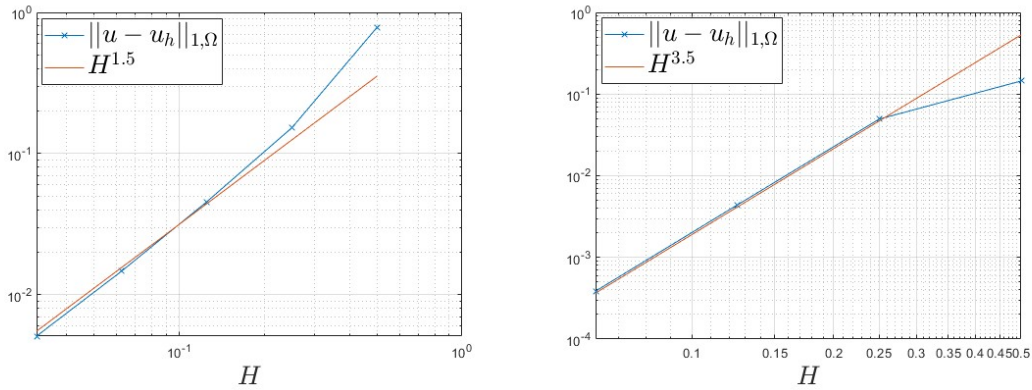 10^0
||u − u_h||_{1,Ω}
H^{1.5}
10^{-1}
10^{-2}
10^{-1}
10^0
H
10^0
||u − u_h||_{1,Ω}
H^{3.5}
10^{-1}
10^{-2}
10^{-3}
10^{-4}
0.1 0.15 0.2 0.25 0.3 0.35 0.4 0.45 0.5
H